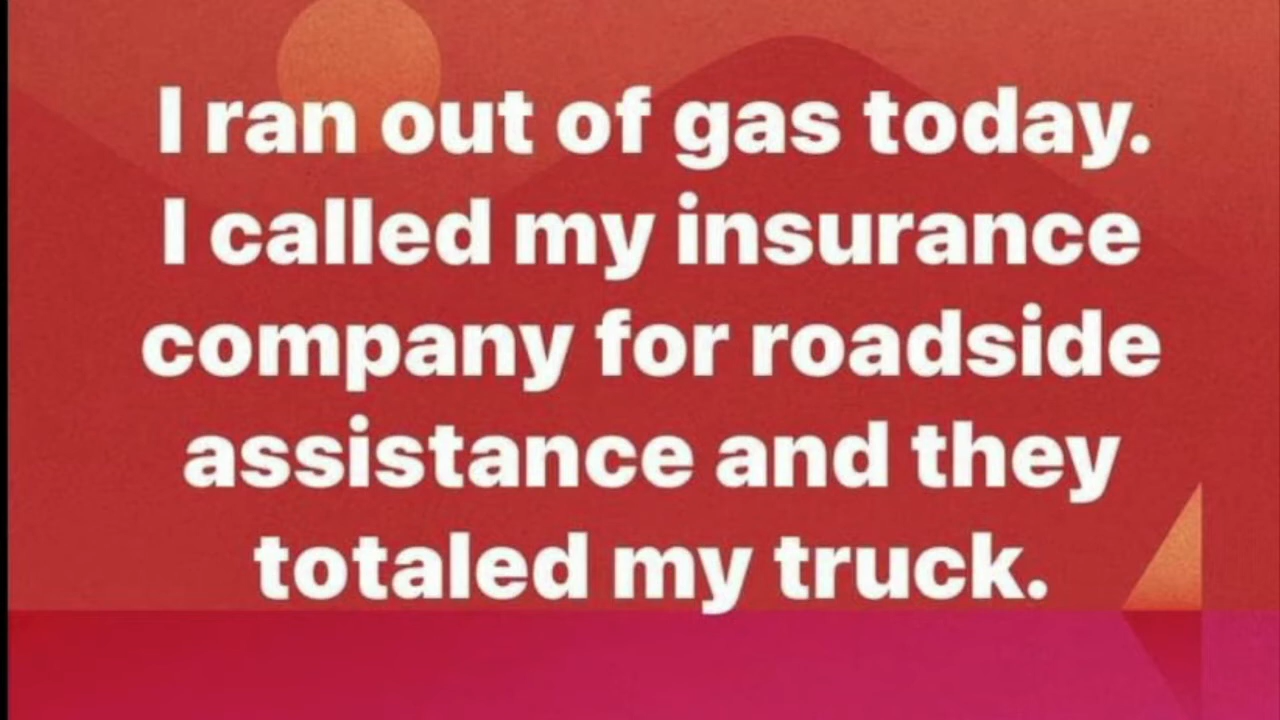 I ran out of gas today.
I called my insurance
company for roadside
assistance and they
totaled my truck.